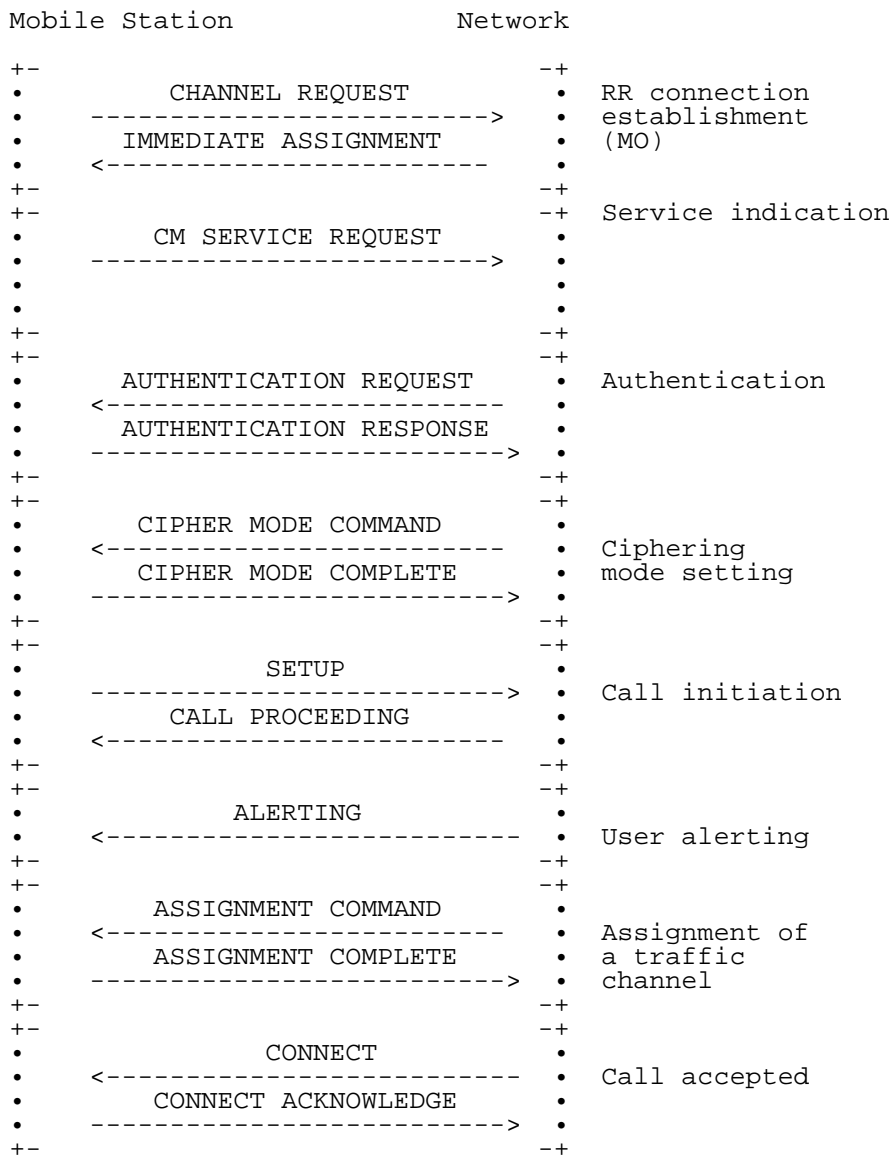 Mobile Station Network
+- -+
• CHANNEL REQUEST • RR connection
• -------------------------> • establishment
• IMMEDIATE ASSIGNMENT • (MO)
• <------------------------ •
+- -+
+- -+ Service indication
• CM SERVICE REQUEST •
• -------------------------> •
• •
• •
+- -+
+- -+
• AUTHENTICATION REQUEST • Authentication
• <------------------------- •
• AUTHENTICATION RESPONSE •
• --------------------------> •
+- -+
+- -+
• CIPHER MODE COMMAND •
• <------------------------- • Ciphering
• CIPHER MODE COMPLETE • mode setting
• --------------------------> •
+- -+
+- -+
• SETUP •
• --------------------------> • Call initiation
• CALL PROCEEDING •
• <------------------------- •
+- -+
+- -+
• ALERTING •
• <-------------------------- • User alerting
+- -+
+- -+
• ASSIGNMENT COMMAND •
• <------------------------- • Assignment of
• ASSIGNMENT COMPLETE • a traffic
• --------------------------> • channel
+- -+
+- -+
• CONNECT •
• <-------------------------- • Call accepted
• CONNECT ACKNOWLEDGE •
• --------------------------> •
+- -+